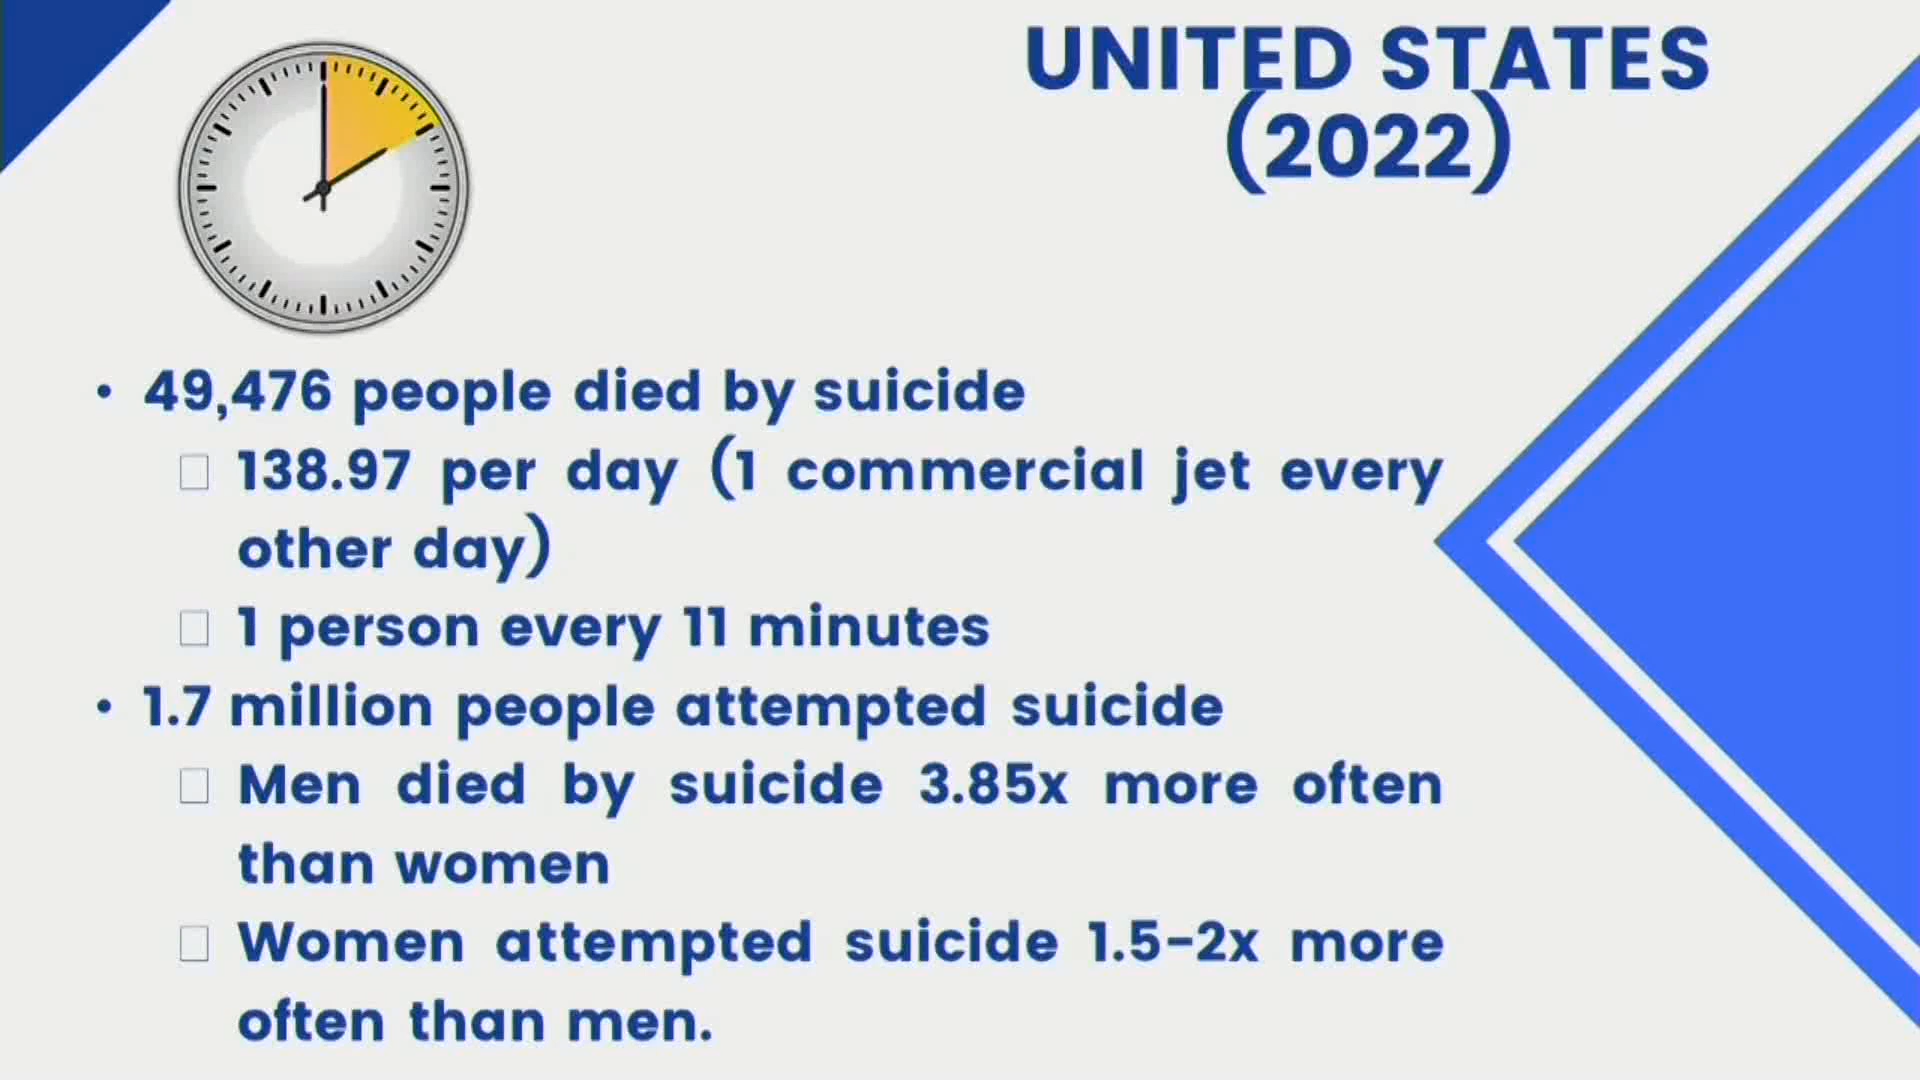 UNITED STATES
(2022)
• 49,476 people died by suicide
138.97 per day (1 commercial jet every
other day)
1 person every 11 minutes
• 1.7 million people attempted suicide
Men died by suicide 3.85x more often
than women
Women attempted suicide 1.5-2x more
often than men.